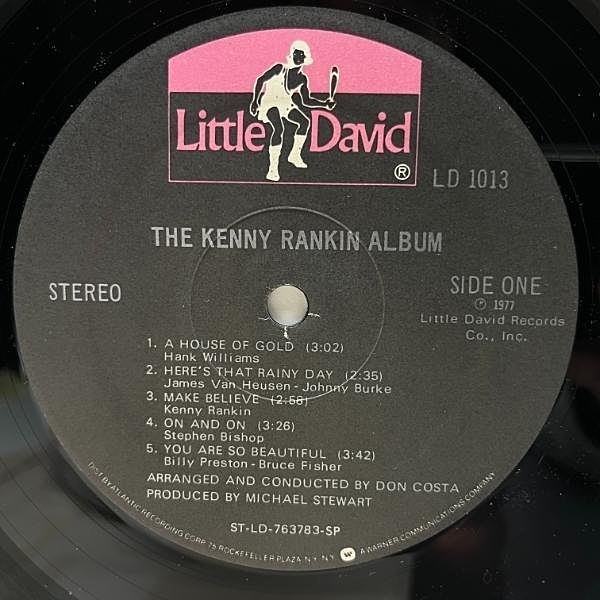 Little David ®
LD 1013
THE KENNY RANKIN ALBUM
STEREO
SIDE ONE
℗ 1977
Little David Records
Co., Inc.
1. A HOUSE OF GOLD (3:02)
Hank Williams
2. HERE'S THAT RAINY DAY (2:35)
James Van Heusen-Johnny Burke
3. MAKE BELIEVE (2:58)
Kenny Rankin
4. ON AND ON (3:26)
Stephen Bishop
5. YOU ARE SO BEAUTIFUL (3:42)
Billy Preston-Bruce Fisher
ARRANGED AND CONDUCTED BY DON COSTA
PRODUCED BY MICHAEL STEWART
ST-LD-763783-SP
DIST. BY ATLANTIC RECORDING CORP. 75 ROCKEFELLER PLAZA N.Y. N.Y. W A WARNER COMMUNICATIONS COMPANY